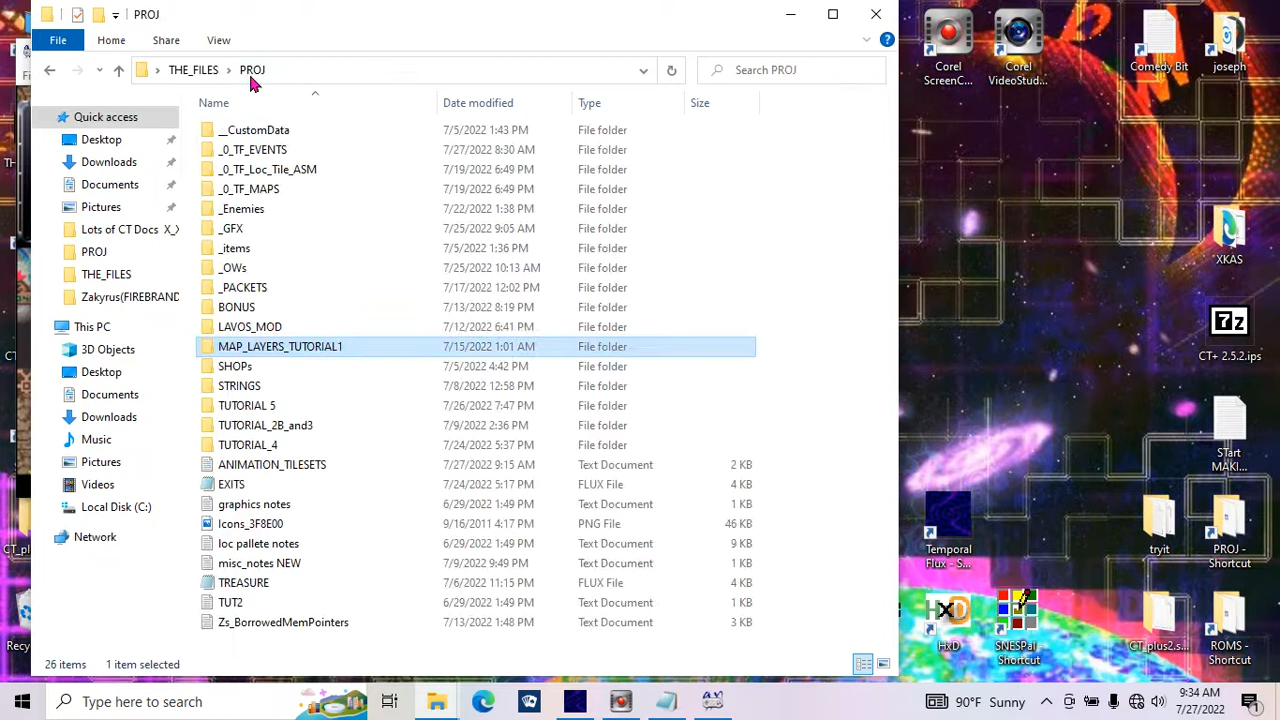 PROJ
File Home Share View
THE_FILES PROJ
Search PROJ
Name Date modified Type Size
Quick access
Desktop
Downloads
Documents
Pictures
Lots of CT Docs X_X
PROJ
THE_FILES
Zakyrus(FIREBRAND
This PC
3D Objects
Desktop
Documents
Downloads
Music
Pictures
Videos
Local Disk (C:)
Network
__CustomData 7/5/2022 1:43 PM File folder
_0_TF_EVENTS 7/27/2022 8:30 AM File folder
_0_TF_Loc_Tile_ASM 7/19/2022 6:49 PM File folder
_0_TF_MAPS 7/19/2022 6:49 PM File folder
_Enemies 7/22/2022 1:38 PM File folder
_GFX 7/25/2022 9:05 AM File folder
_items 7/5/2022 1:36 PM File folder
_OWs 7/25/2022 10:13 AM File folder
_PACKETS 7/17/2022 12:02 PM File folder
BONUS 7/13/2022 8:19 PM File folder
LAVOS_MOD 7/12/2022 6:41 PM File folder
MAP_LAYERS_TUTORIAL1 7/15/2022 1:01 AM File folder
SHOPs 7/5/2022 4:42 PM File folder
STRINGS 7/8/2022 12:58 PM File folder
TUTORIAL 5 7/26/2022 7:47 PM File folder
TUTORIAL_2B_and3 7/9/2022 2:36 PM File folder
TUTORIAL_4 7/24/2022 5:37 PM File folder
ANIMATION_TILESETS 7/27/2022 9:15 AM Text Document 2 KB
EXITS 7/24/2022 3:17 PM FLUX File 4 KB
graphics notes 6/29/2022 1:49 PM Text Document 1 KB
Icons_3F8E00 9/16/2011 4:17 PM PNG File 46 KB
loc pallete notes 6/29/2022 1:49 PM Text Document 9 KB
misc_notes NEW 7/9/2022 9:49 PM Text Document 1 KB
TREASURE 7/6/2022 11:15 PM FLUX File 4 KB
TUT2 6/29/2022 1:49 PM Text Document 1 KB
Zs_BorrowedMemPointers 7/13/2022 1:48 PM Text Document 3 KB
26 items 1 item selected
Corel
ScreenC...
Corel
VideoStud...
Comedy Bit
joseph
XKAS
7z
CT+ 2.5.2.ips
STart
MAKI...
Temporal
Flux - S...
tryit
PROJ -
Shortcut
HxD
HxD
SNESPal -
Shortcut
CT_plus2.s...
ROMS -
Shortcut
Type here to search
90°F Sunny
9:34 AM
7/27/2022
1